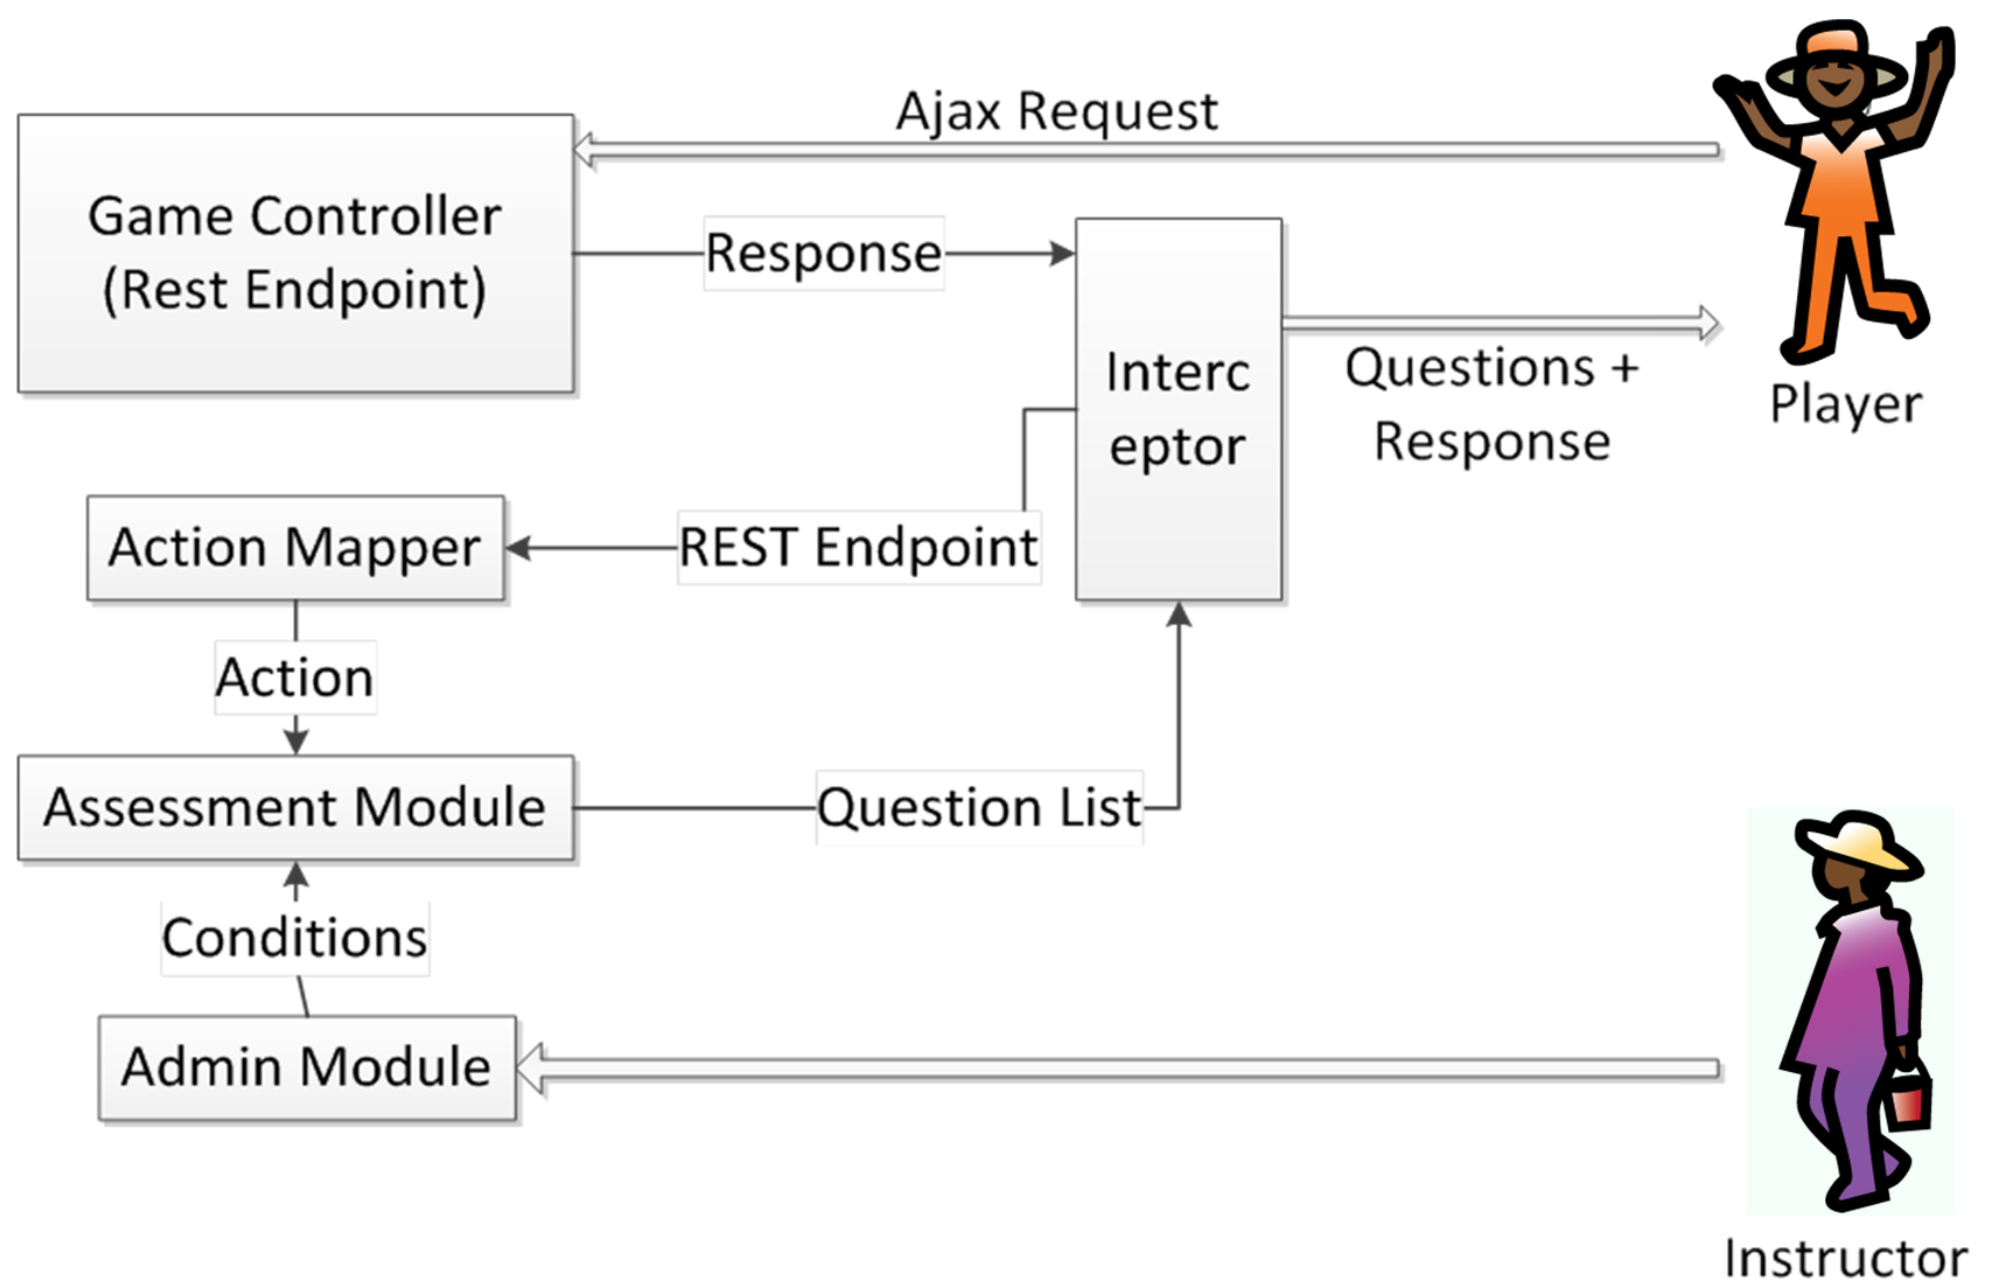 Ajax Request
Game Controller
(Rest Endpoint)
Response
Interc
eptor
Questions +
Response
Player
Action Mapper
REST Endpoint
Action
Assessment Module
Question List
Conditions
Admin Module
Instructor